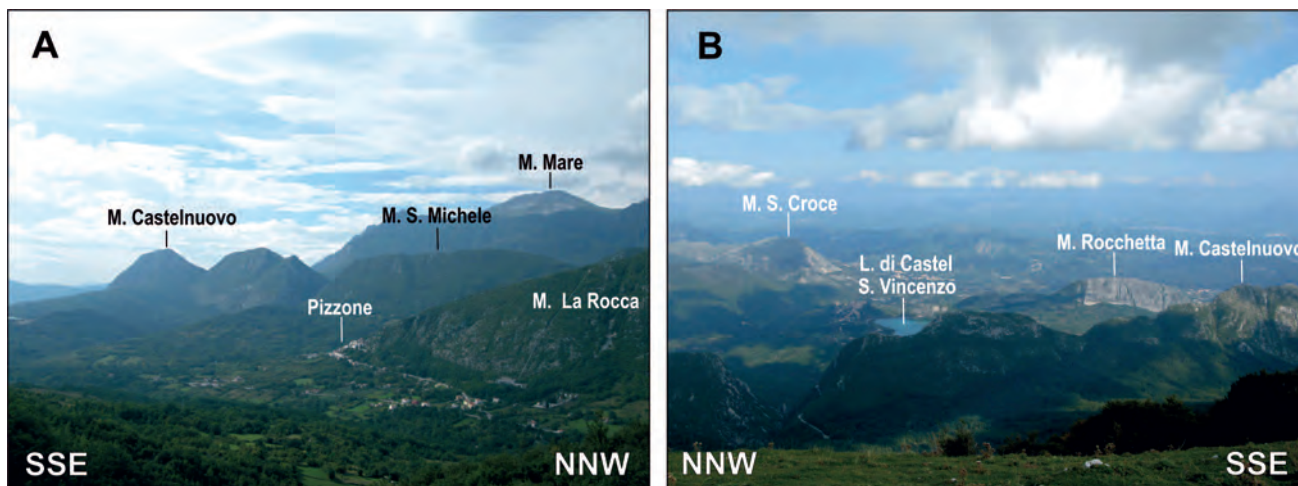 A
M. Mare
M. Castelnuovo
M. S. Michele
Pizzone
M. La Rocca
SSE
NNW
B
M. S. Croce
L. di Castel
S. Vincenzo
M. Rocchetta
M. Castelnuovo
NNW
SSE